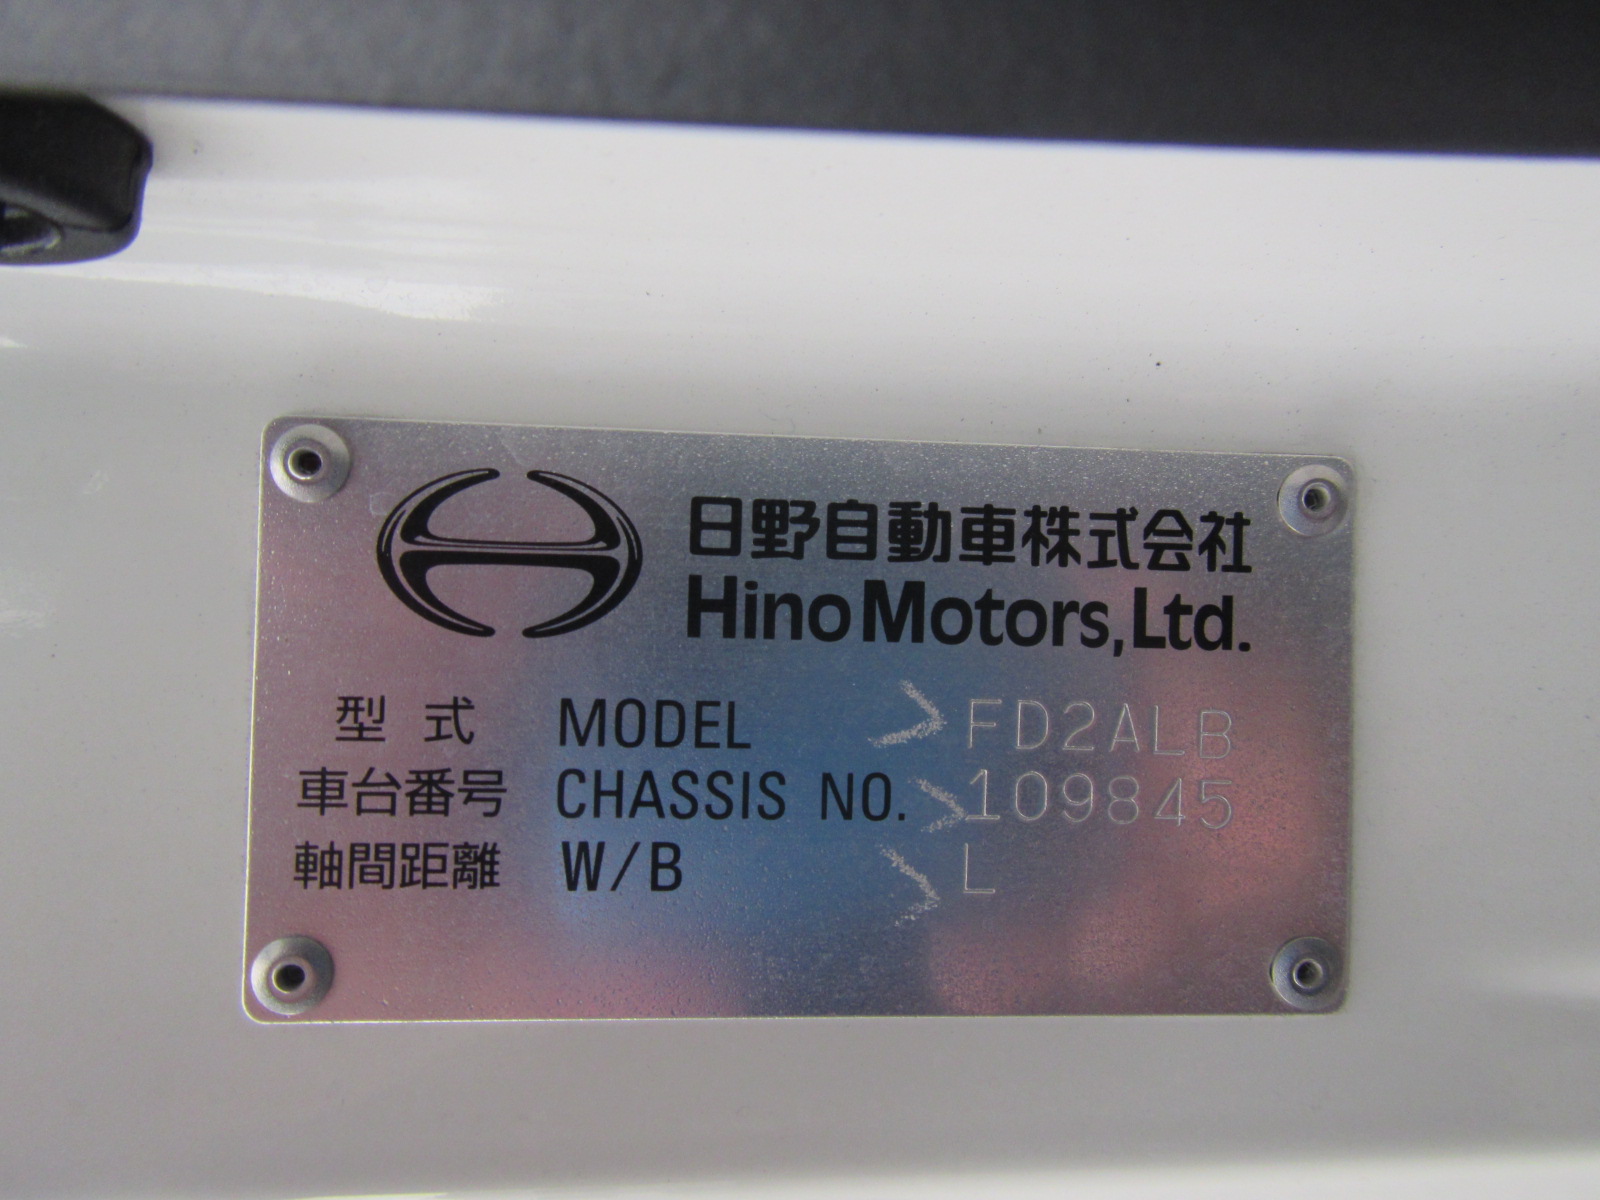 日野自動車株式会社
Hino Motors, Ltd.
型 式 MODEL FD2ALB
車台番号 CHASSIS NO. 109845
軸間距離 W/B L